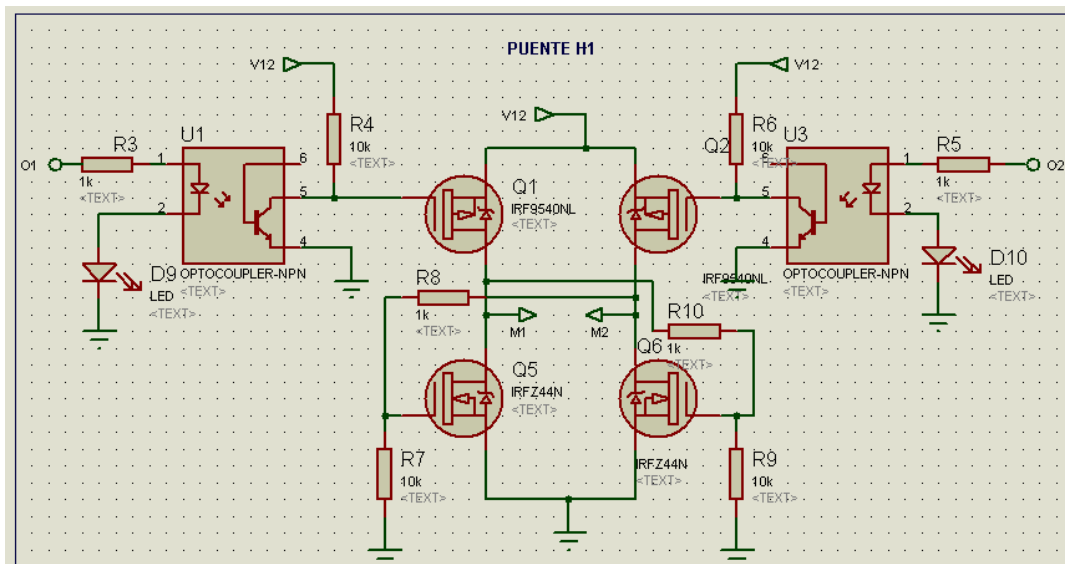 PUENTE H1
V12
V12
V12
R4
10k
<TEXT>
R6
10k
<TEXT>
Q2
U1
R3
1k
<TEXT>
O1
1
2
6
5
4
OPTOCOUPLER-NPN
<TEXT>
Q1
IRF9540NL
<TEXT>
U3
6
5
4
1
2
R5
1k
<TEXT>
O2
OPTOCOUPLER-NPN
<TEXT>
IRF9540NL
<TEXT>
D9
LED
<TEXT>
D10
LED
<TEXT>
R8
1k
<TEXT>
M1
M2
R10
1k
<TEXT>
Q5
IRFZ44N
<TEXT>
Q6
IRFZ44N
<TEXT>
R7
10k
<TEXT>
R9
10k
<TEXT>